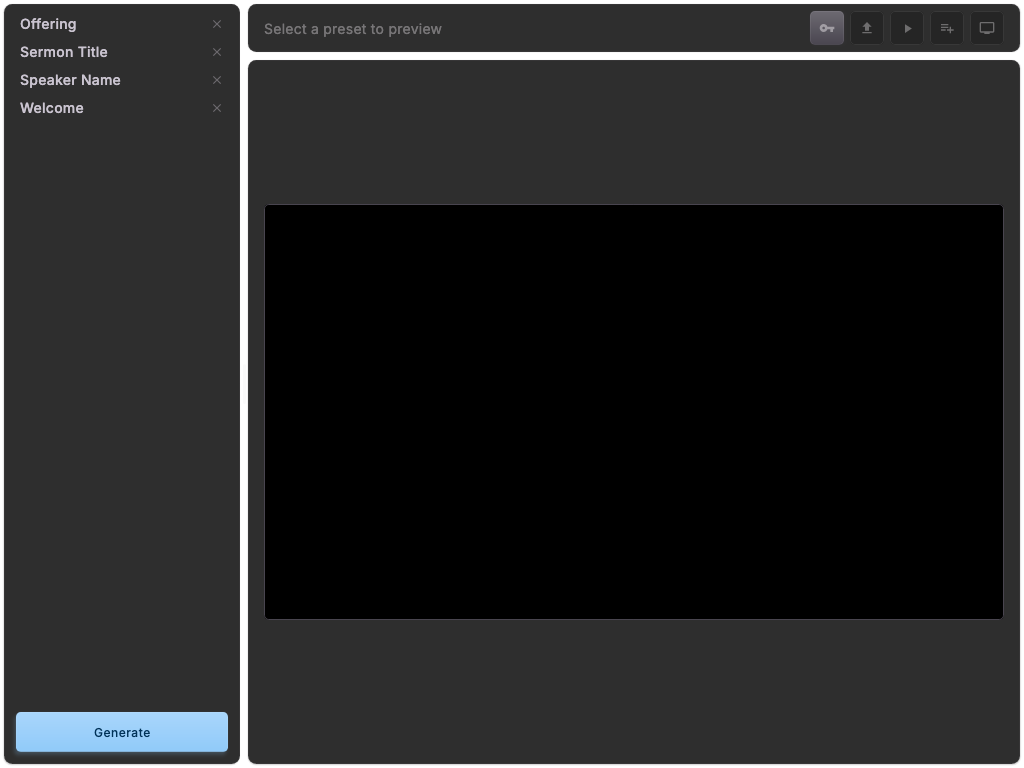 Offering
Sermon Title
Speaker Name
Welcome
Generate
Select a preset to preview